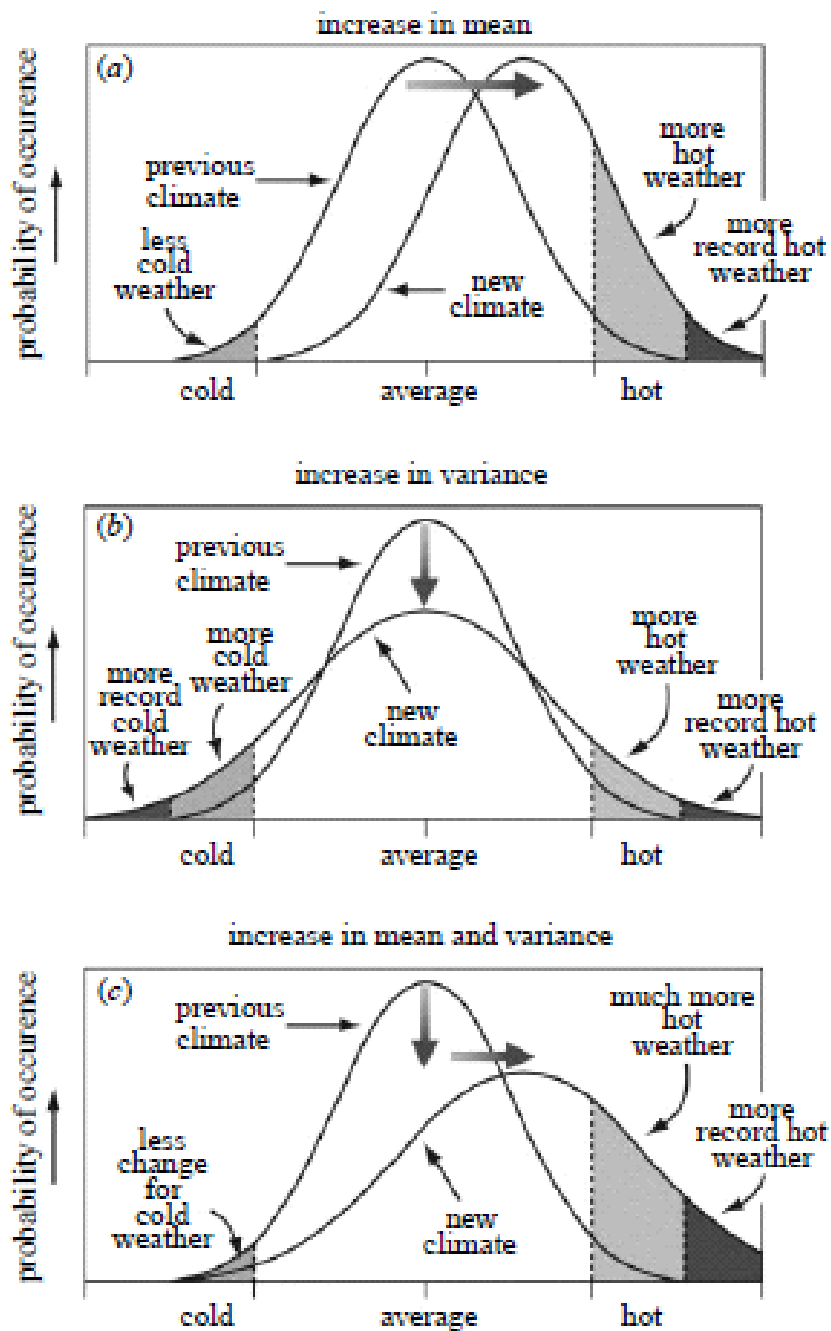 increase in mean
(a)
probability of occurence
previous
climate
less
cold
weather
new
climate
more
hot
weather
more
record hot
weather
cold
average
hot
increase in variance
(b)
probability of occurence
previous
climate
more
cold
weather
more
record
cold
weather
new
climate
more
hot
weather
more
record hot
weather
cold
average
hot
increase in mean and variance
(c)
probability of occurence
previous
climate
less
change
for
cold
weather
new
climate
much more
hot
weather
more
record hot
weather
cold
average
hot